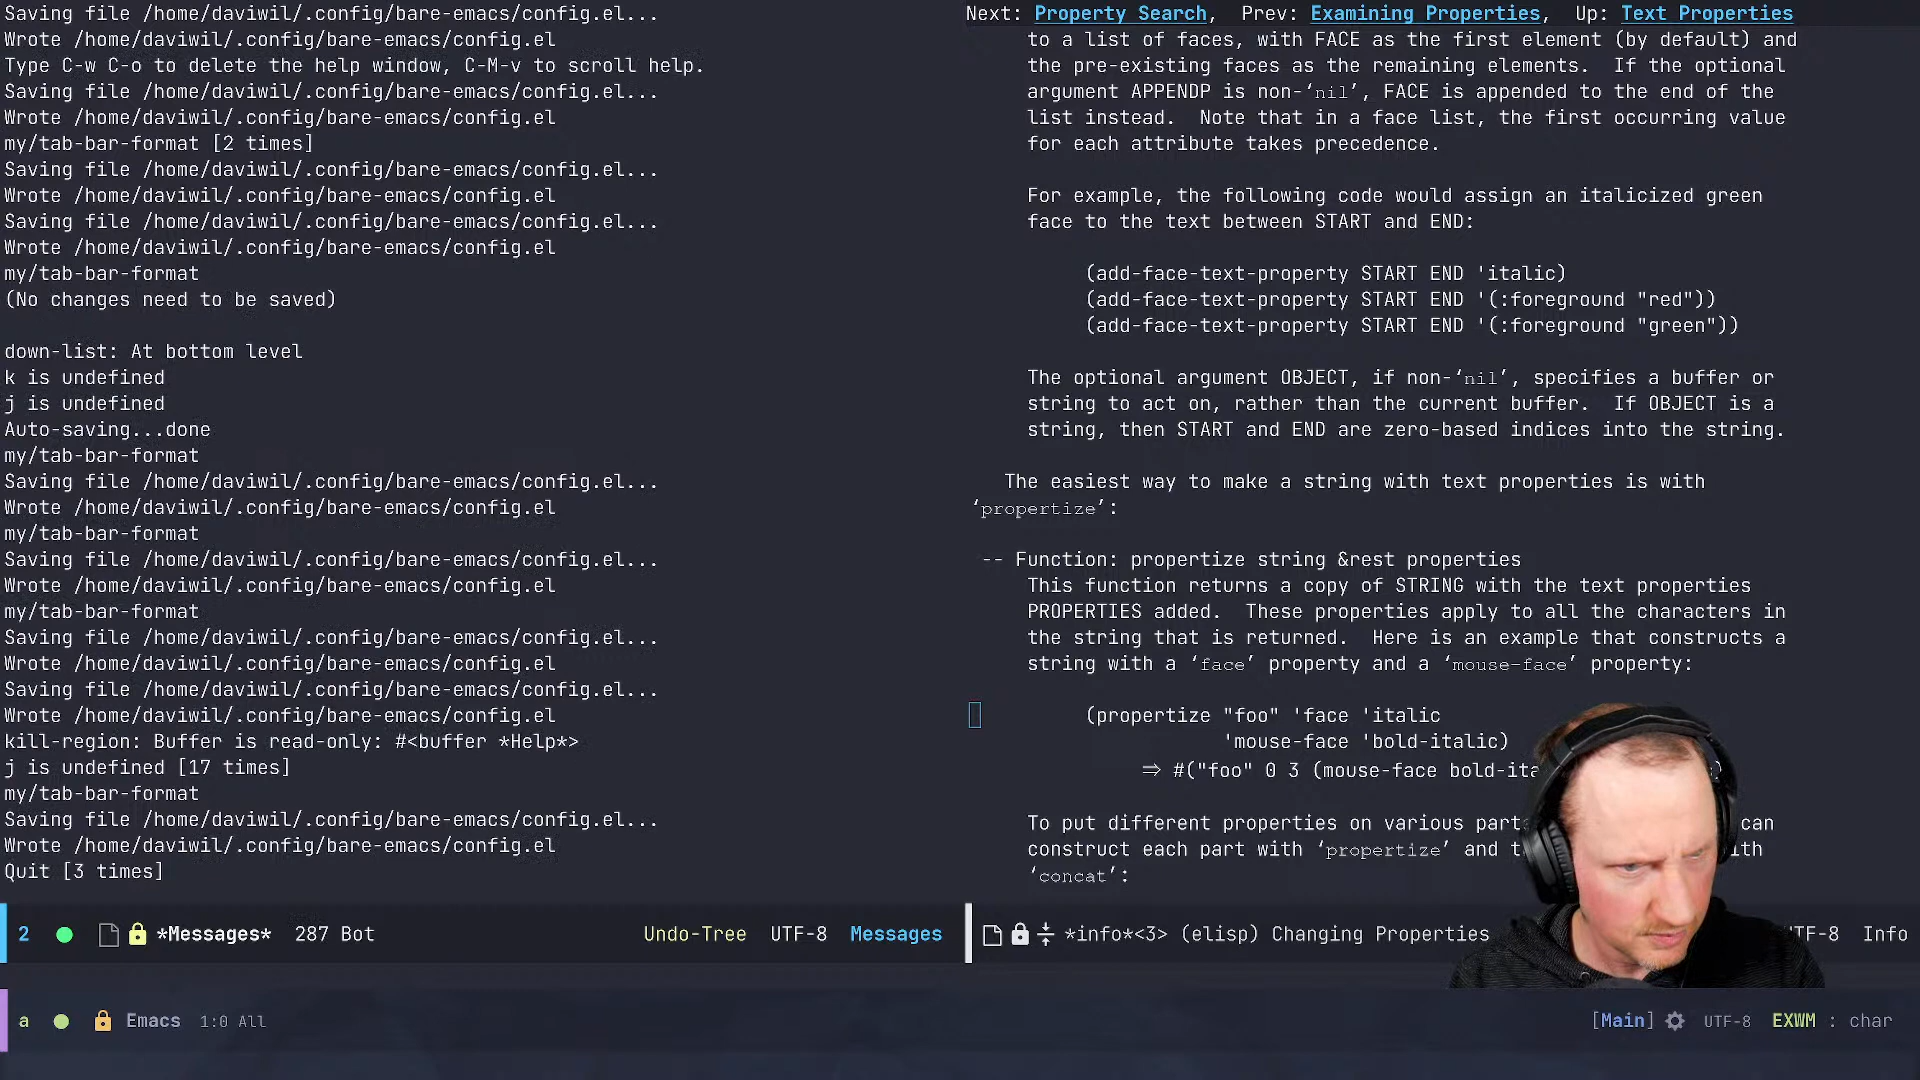 Saving file /home/daviwil/.config/bare-emacs/config.el...
Wrote /home/daviwil/.config/bare-emacs/config.el
Type C-w C-o to delete the help window, C-M-v to scroll help.
Saving file /home/daviwil/.config/bare-emacs/config.el...
Wrote /home/daviwil/.config/bare-emacs/config.el
my/tab-bar-format [2 times]
Saving file /home/daviwil/.config/bare-emacs/config.el...
Wrote /home/daviwil/.config/bare-emacs/config.el
Saving file /home/daviwil/.config/bare-emacs/config.el...
Wrote /home/daviwil/.config/bare-emacs/config.el
my/tab-bar-format
(No changes need to be saved)
down-list: At bottom level
k is undefined
j is undefined
Auto-saving...done
my/tab-bar-format
Saving file /home/daviwil/.config/bare-emacs/config.el...
Wrote /home/daviwil/.config/bare-emacs/config.el
my/tab-bar-format
Saving file /home/daviwil/.config/bare-emacs/config.el...
Wrote /home/daviwil/.config/bare-emacs/config.el
my/tab-bar-format
Saving file /home/daviwil/.config/bare-emacs/config.el...
Wrote /home/daviwil/.config/bare-emacs/config.el
Saving file /home/daviwil/.config/bare-emacs/config.el...
Wrote /home/daviwil/.config/bare-emacs/config.el
kill-region: Buffer is read-only: #<buffer *Help*>
j is undefined [17 times]
my/tab-bar-format
Saving file /home/daviwil/.config/bare-emacs/config.el...
Wrote /home/daviwil/.config/bare-emacs/config.el
Quit [3 times]
2 *Messages* 287 Bot Undo-Tree UTF-8 Messages
Next: Property Search, Prev: Examining Properties, Up: Text Properties
to a list of faces, with FACE as the first element (by default) and
the pre-existing faces as the remaining elements. If the optional
argument APPENDP is non-‘nil’, FACE is appended to the end of the
list instead. Note that in a face list, the first occurring value
for each attribute takes precedence.
For example, the following code would assign an italicized green
face to the text between START and END:
(add-face-text-property START END 'italic)
(add-face-text-property START END '(:foreground "red"))
(add-face-text-property START END '(:foreground "green"))
The optional argument OBJECT, if non-‘nil’, specifies a buffer or
string to act on, rather than the current buffer. If OBJECT is a
string, then START and END are zero-based indices into the string.
The easiest way to make a string with text properties is with
‘propertize’:
-- Function: propertize string &rest properties
This function returns a copy of STRING with the text properties
PROPERTIES added. These properties apply to all the characters in
the string that is returned. Here is an example that constructs a
string with a ‘face’ property and a ‘mouse-face’ property:
(propertize "foo" 'face 'italic
'mouse-face 'bold-italic)
⇒ #("foo" 0 3 (mouse-face
To put different properties on various can
construct each part with ‘propertize’ and
‘concat’:
*info*<3> (elisp) Changing Properties Info
a Emacs 1:0 All [Main] UTF-8 EXWM : char